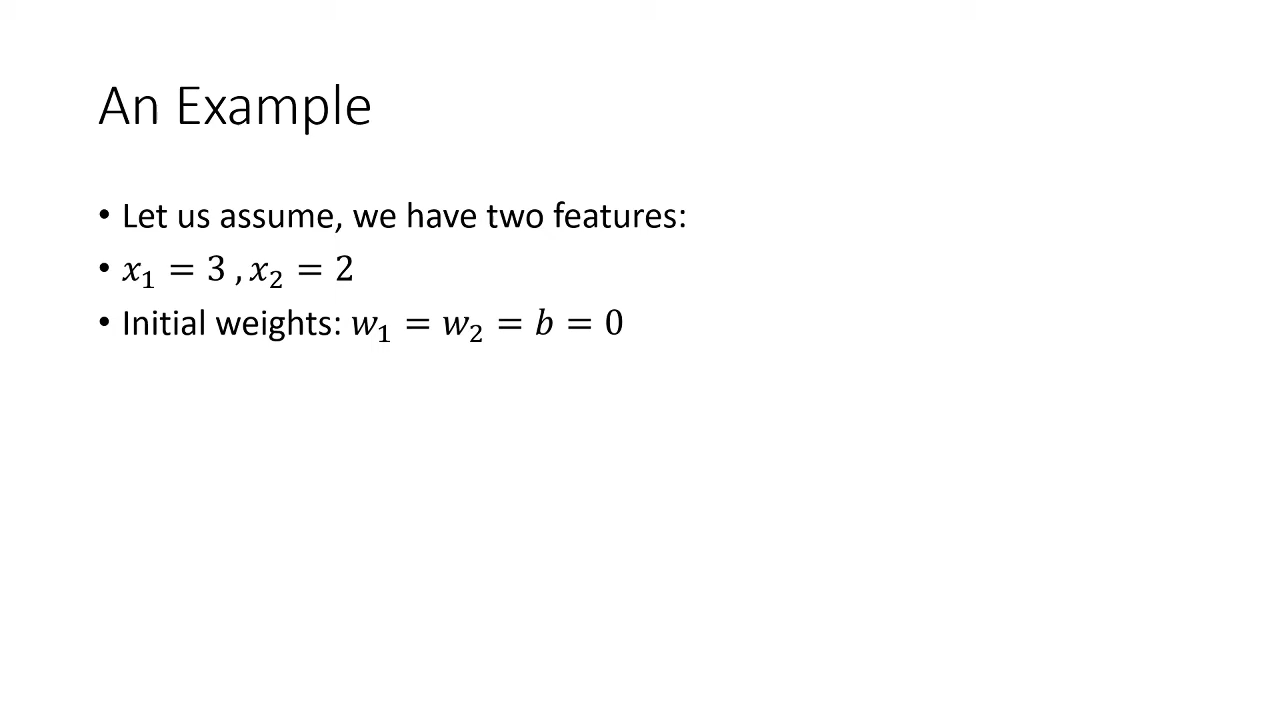 An Example
• Let us assume, we have two features:
• x₁ = 3 , x₂ = 2
• Initial weights: w₁ = w₂ = b = 0